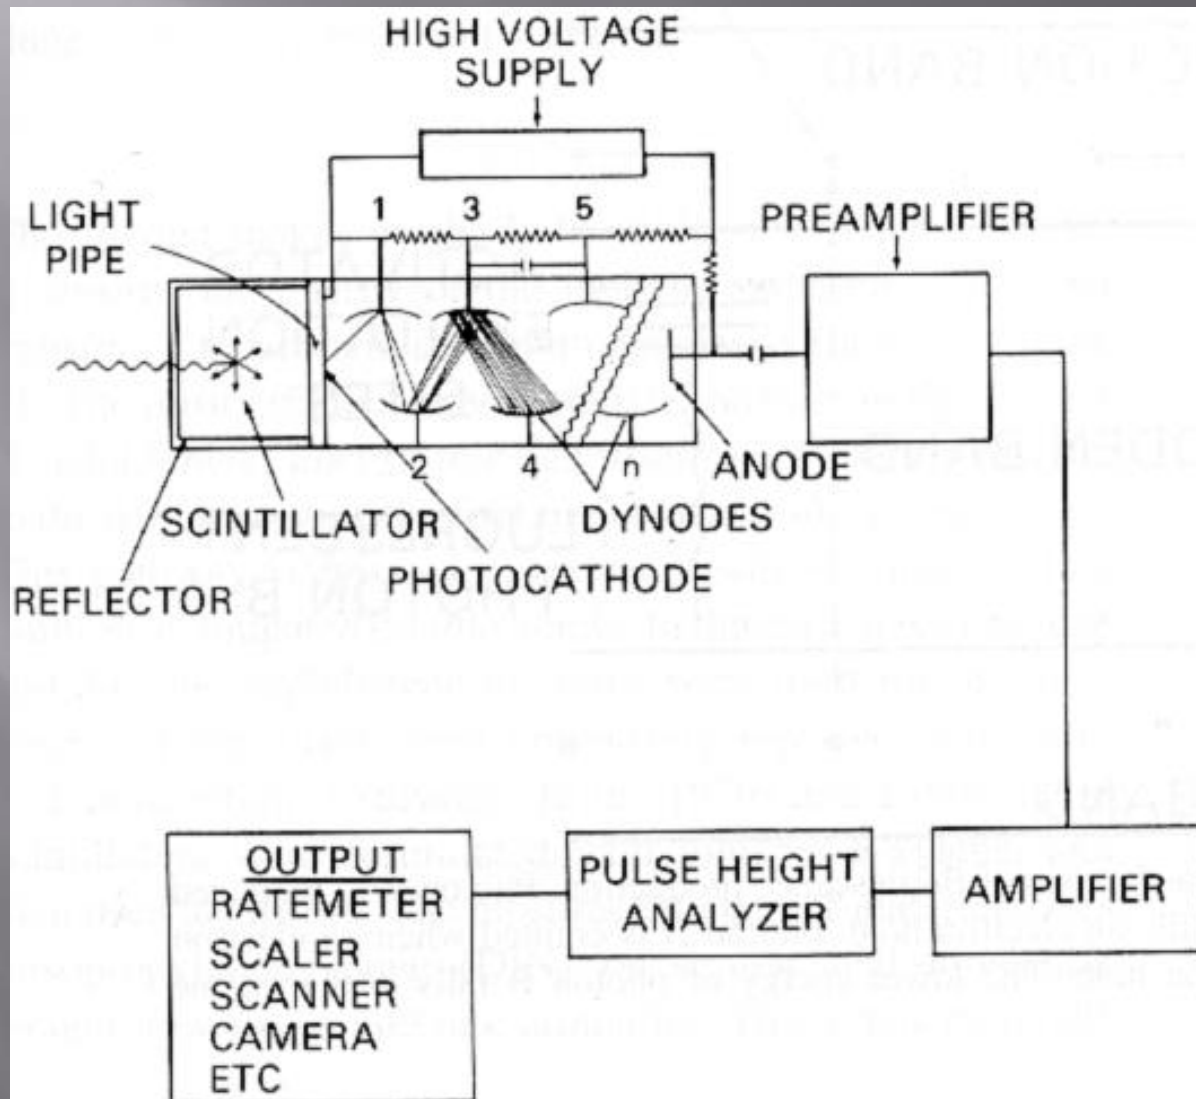 HIGH VOLTAGE
SUPPLY
LIGHT
PIPE
1 3 5
PREAMPLIFIER
2 4 n
ANODE
SCINTILLATOR
DYNODES
PHOTOCATHODE
REFLECTOR
OUTPUT
RATEMETER
SCALER
SCANNER
CAMERA
ETC
PULSE HEIGHT
ANALYZER
AMPLIFIER